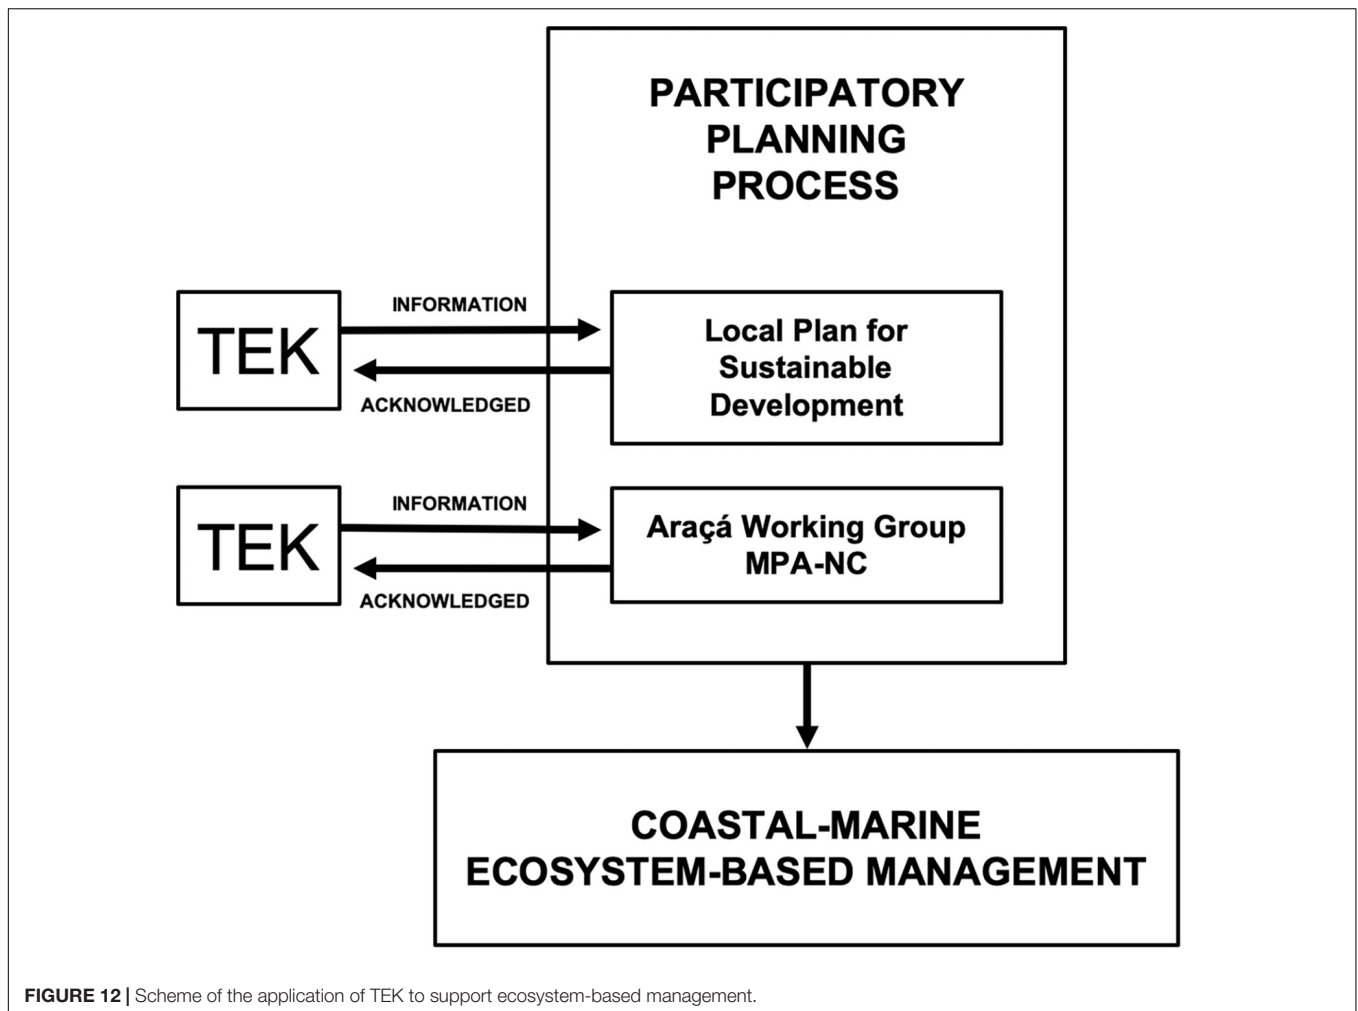 PARTICIPATORY
PLANNING
PROCESS
TEK
INFORMATION
ACKNOWLEDGED
Local Plan for
Sustainable
Development
TEK
INFORMATION
ACKNOWLEDGED
Araçá Working Group
MPA-NC
COASTAL-MARINE
ECOSYSTEM-BASED MANAGEMENT
FIGURE 12 | Scheme of the application of TEK to support ecosystem-based management.